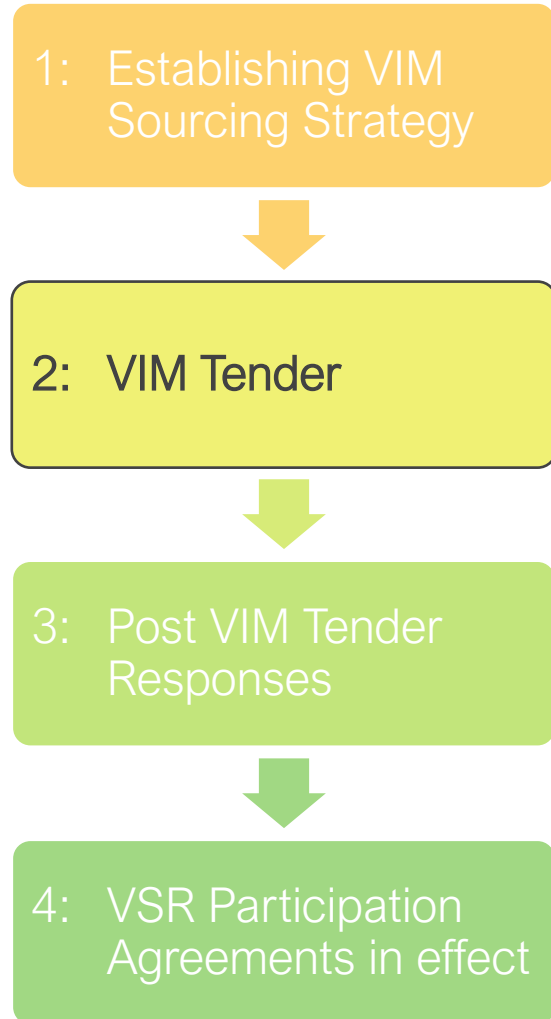 1: Establishing VIM
Sourcing Strategy
2: VIM Tender
3: Post VIM Tender
Responses
4: VSR Participation
Agreements in effect